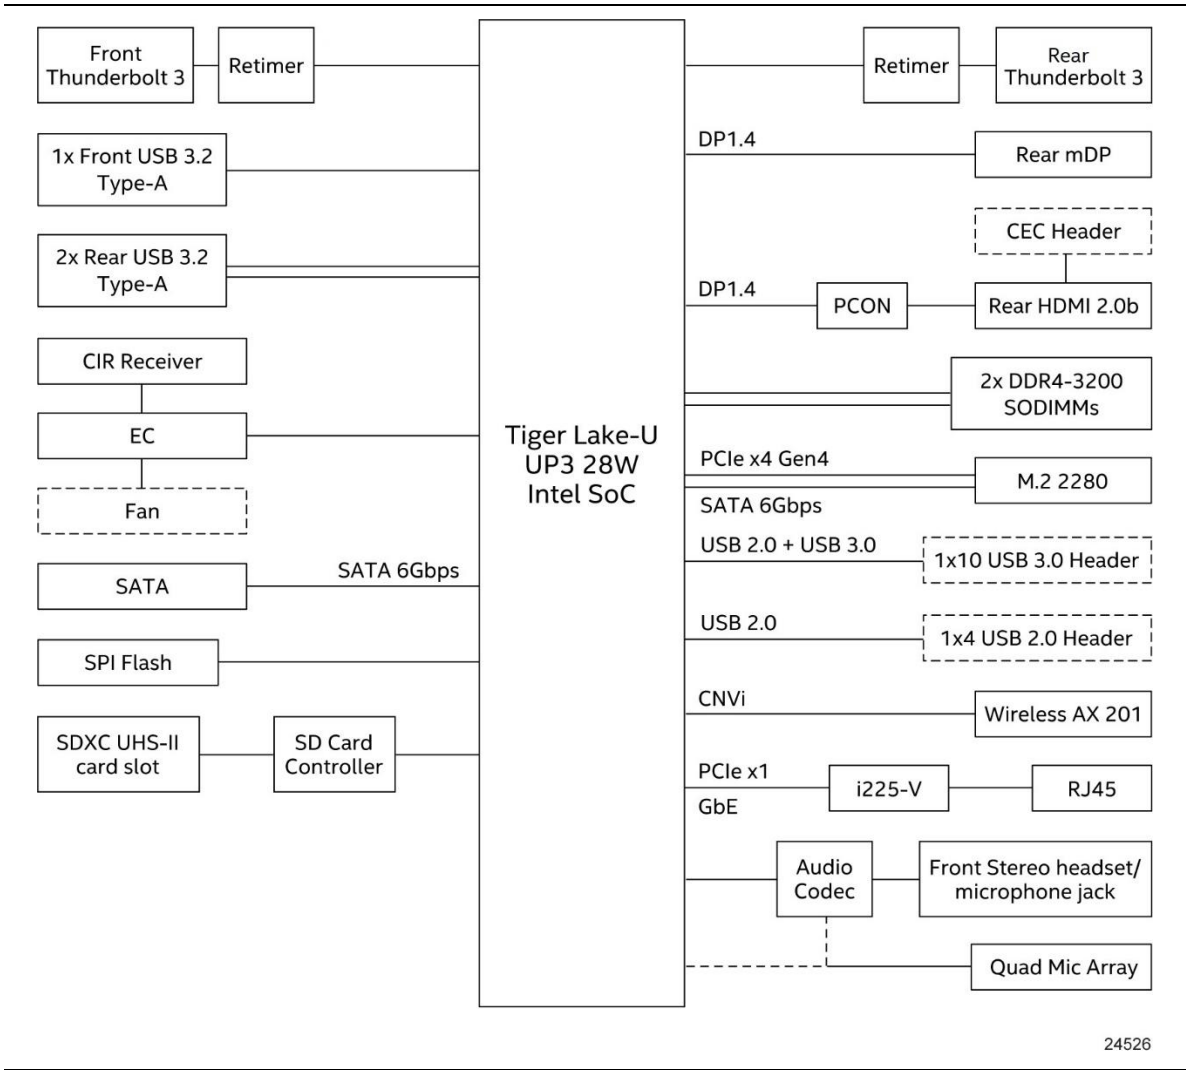 Front
Thunderbolt 3
Retimer
1x Front USB 3.2
Type-A
2x Rear USB 3.2
Type-A
CIR Receiver
EC
Fan
SATA
SATA 6Gbps
SPI Flash
SDXC UHS-II
card slot
SD Card
Controller
Tiger Lake-U
UP3 28W
Intel SoC
Retimer
Rear
Thunderbolt 3
DP1.4
Rear mDP
CEC Header
DP1.4
PCON
Rear HDMI 2.0b
2x DDR4-3200
SODIMMs
PCIe x4 Gen4
SATA 6Gbps
M.2 2280
USB 2.0 + USB 3.0
1x10 USB 3.0 Header
USB 2.0
1x4 USB 2.0 Header
CNVi
Wireless AX 201
PCIe x1
GbE
i225-V
RJ45
Audio
Codec
Front Stereo headset/
microphone jack
Quad Mic Array
24526